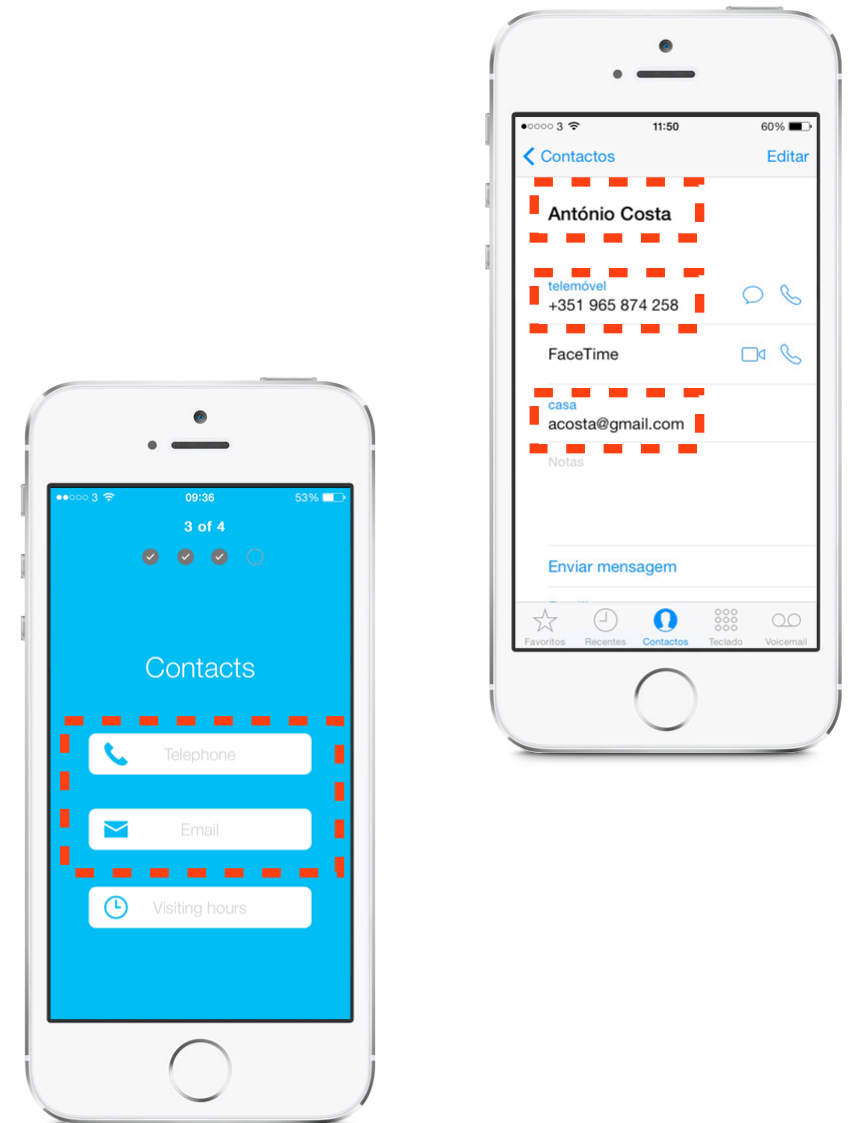 3 11:50 60%
Contactos Editar
António Costa
telemóvel
+351 965 874 258
FaceTime
casa
acosta@gmail.com
Notas
Enviar mensagem
Favoritos Recentes Contactos Teclado Voicemail
3 09:36 53%
3 of 4
Contacts
Telephone
Email
Visiting hours